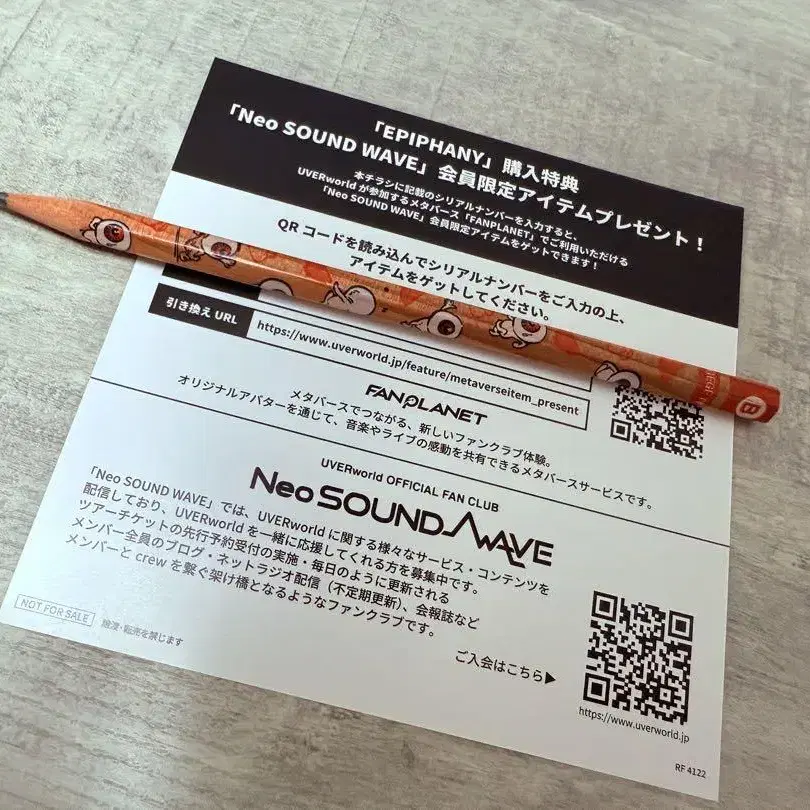 「EPIPHANY」購入特典
「Neo SOUND WAVE」会員限定アイテムプレゼント！
本チラシに記載のシリアルナンバーを入力すると、
UVERworld が参加するメタバース「FANPLANET」でご利用いただける
「Neo SOUND WAVE」会員限定アイテムをゲットできます！
QR コードを読み込んでシリアルナンバーをご入力の上、
アイテムをゲットしてください。
引き換え URL
https://www.uverworld.jp/feature/metaverseitem_present
B
FANPLANET
メタバースでつながる、新しいファンクラブ体験。
オリジナルアバターを通じて、音楽やライブの感動を共有できるメタバースサービスです。
UVERworld OFFICIAL FAN CLUB
Neo SOUND WAVE
「Neo SOUND WAVE」では、UVERworld に関する様々なサービス・コンテンツを
配信しており、UVERworld を一緒に応援してくれる方を募集中です。
ツアーチケットの先行予約受付の実施・毎日のように更新される
メンバー全員のブログ・ネットラジオ配信（不定期更新）、会報誌など
メンバーと crew を繋ぐ架け橋となるようなファンクラブです。
NOT FOR SALE
譲渡・転売を禁じます
ご入会はこちら▶
https://www.uverworld.jp
RF 4122